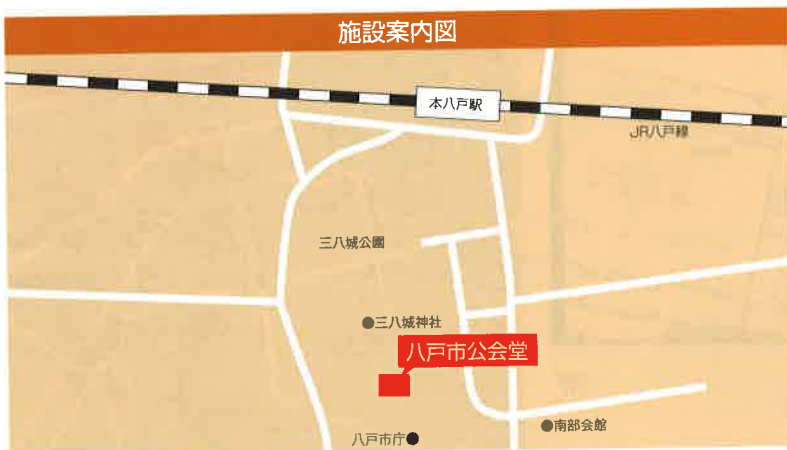 施設案内図
本八戸駅
JR八戸線
三八城公園
●三八城神社
八戸市公会堂
●南部会館
八戸市庁●